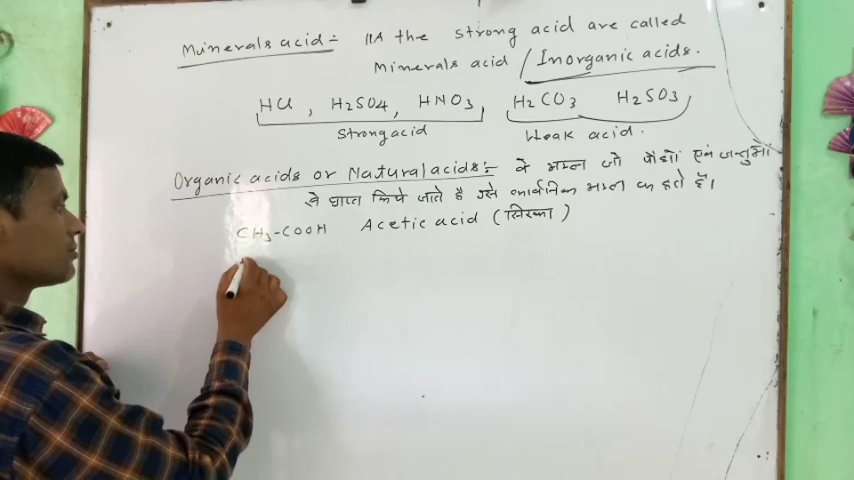 Minerals acid :- All the strong acid are called
Minerals acid / Inorganic acids.
HCl , H2SO4, HNO3, H2CO3 H2SO3
Strong acid Weak acid.
Organic acids or Natural acids :- वे अम्ल जो पौधों एवं जन्तुओं
से प्राप्त किये जाते है उसे कार्बनिक अम्ल कहते हैं।
CH3-COOH Acetic acid (सिरका)